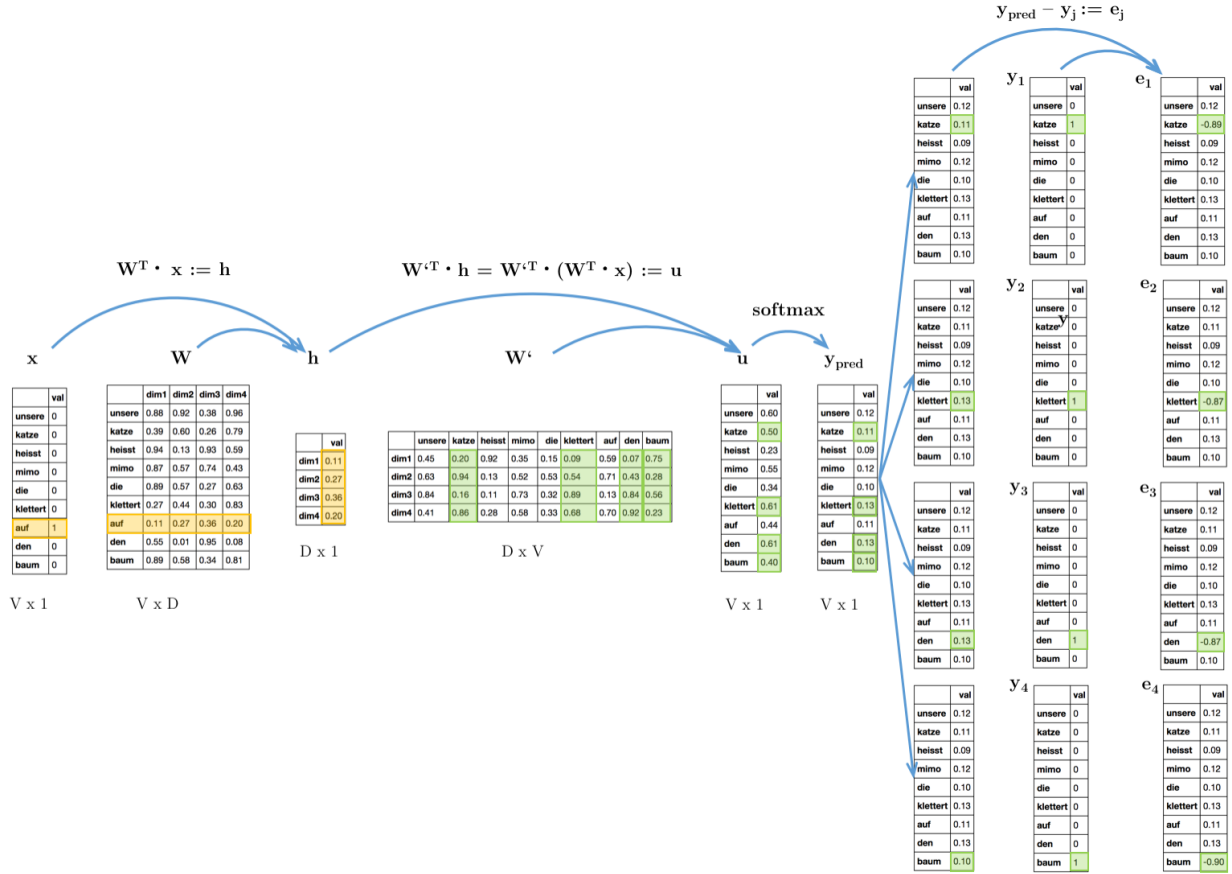 y_pred − y_j := e_j
W^T · x := h
W‘^T · h = W‘^T · (W^T · x) := u
softmax
x
val
unsere 0
katze 0
heisst 0
mimo 0
die 0
klettert 0
auf 1
den 0
baum 0
V x 1
W
dim1 dim2 dim3 dim4
unsere 0.88 0.92 0.38 0.96
katze 0.39 0.60 0.26 0.79
heisst 0.94 0.13 0.93 0.59
mimo 0.87 0.57 0.74 0.43
die 0.89 0.57 0.27 0.63
klettert 0.27 0.44 0.30 0.83
auf 0.11 0.27 0.36 0.20
den 0.55 0.01 0.95 0.08
baum 0.89 0.58 0.34 0.81
V x D
h
val
dim1 0.11
dim2 0.27
dim3 0.36
dim4 0.20
D x 1
W‘
unsere katze heisst mimo die klettert auf den baum
dim1 0.45 0.20 0.92 0.35 0.15 0.09 0.59 0.07 0.75
dim2 0.63 0.94 0.13 0.52 0.53 0.54 0.71 0.43 0.28
dim3 0.84 0.16 0.11 0.73 0.32 0.89 0.13 0.84 0.56
dim4 0.41 0.86 0.28 0.58 0.33 0.68 0.70 0.92 0.23
D x V
u
val
unsere 0.60
katze 0.50
heisst 0.23
mimo 0.55
die 0.34
klettert 0.61
auf 0.44
den 0.61
baum 0.40
V x 1
y_pred
val
unsere 0.12
katze 0.11
heisst 0.09
mimo 0.12
die 0.10
klettert 0.13
auf 0.11
den 0.13
baum 0.10
V x 1
val
unsere 0.12
katze 0.11
heisst 0.09
mimo 0.12
die 0.10
klettert 0.13
auf 0.11
den 0.13
baum 0.10
y_1
val
unsere 0
katze 1
heisst 0
mimo 0
die 0
klettert 0
auf 0
den 0
baum 0
e_1
val
unsere 0.12
katze -0.89
heisst 0.09
mimo 0.12
die 0.10
klettert 0.13
auf 0.11
den 0.13
baum 0.10
val
unsere 0.12
katze 0.11
heisst 0.09
mimo 0.12
die 0.10
klettert 0.13
auf 0.11
den 0.13
baum 0.10
y_2
val
unsere 0
katze 0
y
heisst 0
mimo 0
die 0
klettert 1
auf 0
den 0
baum 0
e_2
val
unsere 0.12
katze 0.11
heisst 0.09
mimo 0.12
die 0.10
klettert -0.87
auf 0.11
den 0.13
baum 0.10
val
unsere 0.12
katze 0.11
heisst 0.09
mimo 0.12
die 0.10
klettert 0.13
auf 0.11
den 0.13
baum 0.10
y_3
val
unsere 0
katze 0
heisst 0
mimo 0
die 0
klettert 0
auf 0
den 1
baum 0
e_3
val
unsere 0.12
katze 0.11
heisst 0.09
mimo 0.12
die 0.10
klettert 0.13
auf 0.11
den -0.87
baum 0.10
val
unsere 0.12
katze 0.11
heisst 0.09
mimo 0.12
die 0.10
klettert 0.13
auf 0.11
den 0.13
baum 0.10
y_4
val
unsere 0
katze 0
heisst 0
mimo 0
die 0
klettert 0
auf 0
den 0
baum 1
e_4
val
unsere 0.12
katze 0.11
heisst 0.09
mimo 0.12
die 0.10
klettert 0.13
auf 0.11
den 0.13
baum -0.90